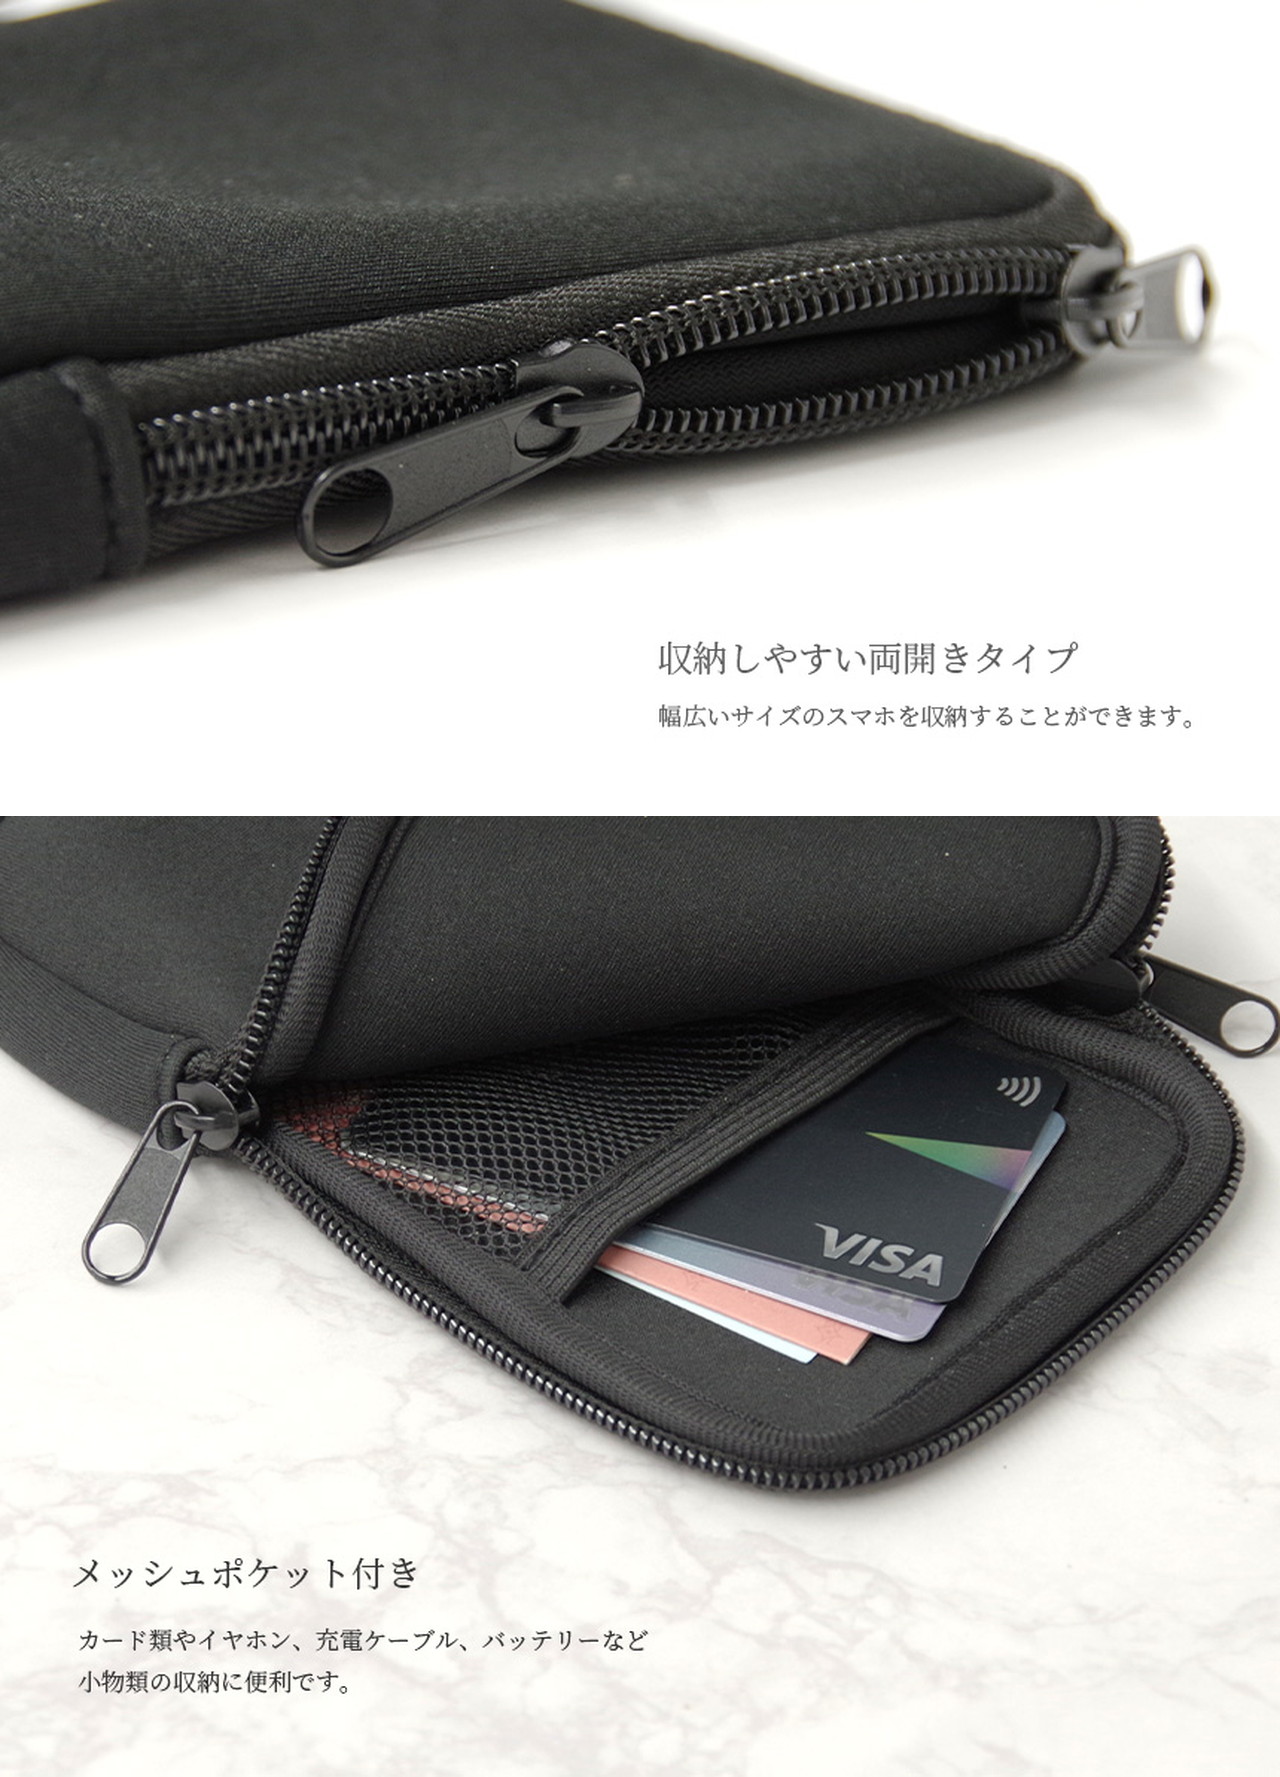 収納しやすい両開きタイプ
幅広いサイズのスマホを収納することができます。
VISA
VISA
メッシュポケット付き
カード類やイヤホン、充電ケーブル、バッテリーなど
小物類の収納に便利です。